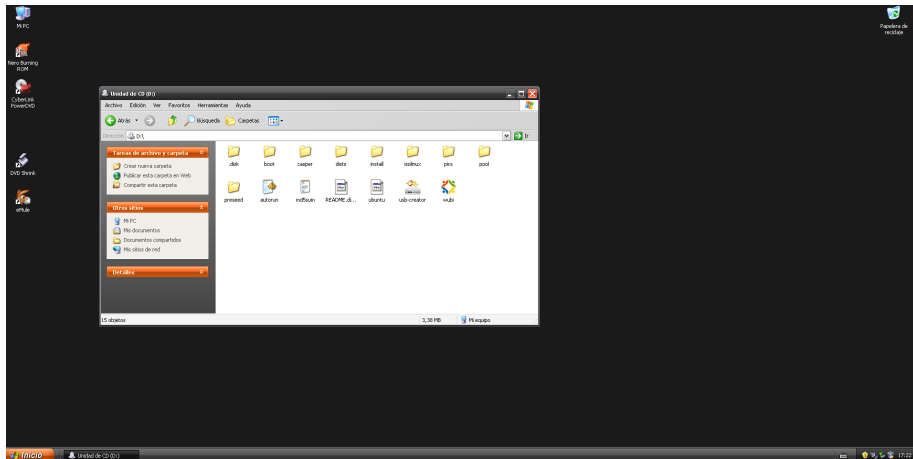 Mi PC
Papelera de
reciclaje
Nero Burning
ROM
CyberLink
PowerDVD
DVD Shrink
eMule
Unidad de CD (D:)
Archivo Edición Ver Favoritos Herramientas Ayuda
Atrás Búsqueda Carpetas
Dirección D:\ Ir
Tareas de archivo y carpeta
Crear nueva carpeta
Publicar esta carpeta en Web
Compartir esta carpeta
Otros sitios
Mi PC
Mis documentos
Documentos compartidos
Mis sitios de red
Detalles
.disk boot casper dists install isolinux pics pool
preseed autorun md5sum README.di... ubuntu usb-creator wubi
15 objetos 3,38 MB Mi equipo
Inicio Unidad de CD (D:) 17:22